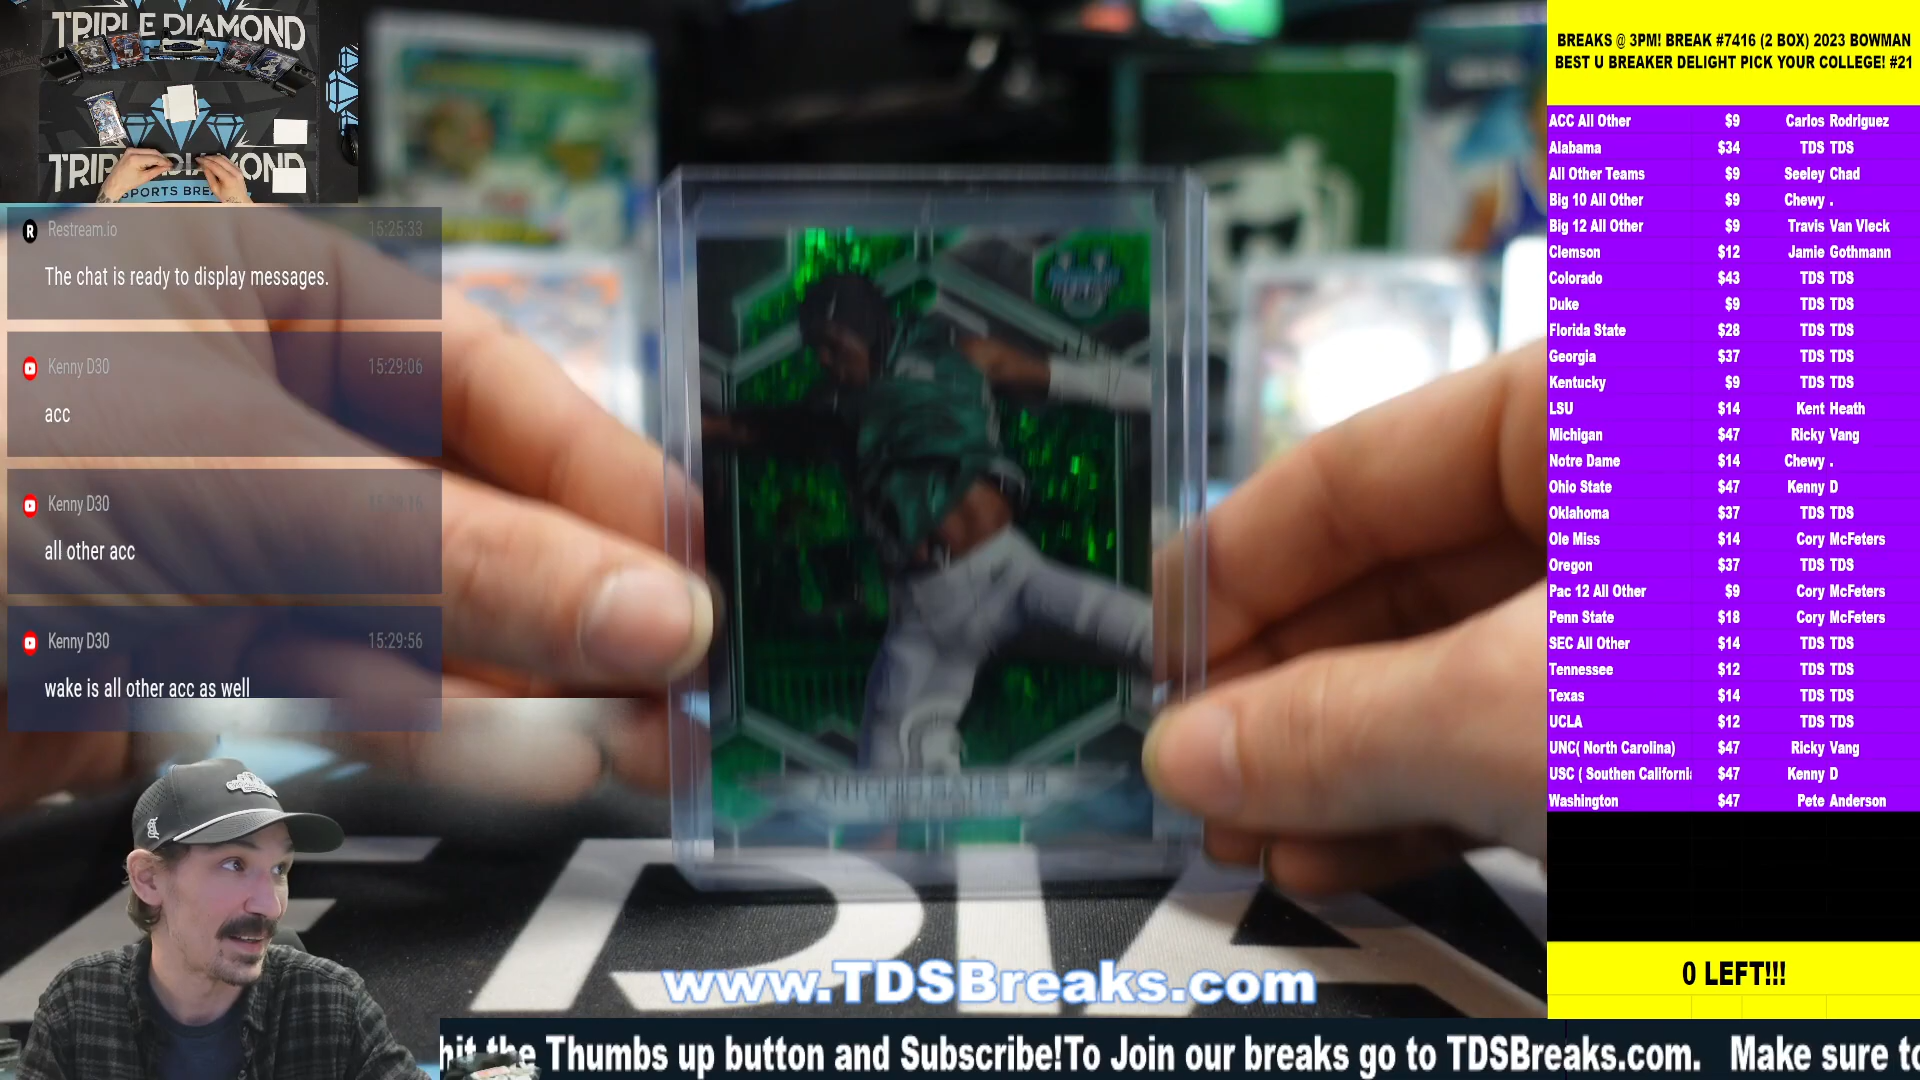 TRIPLE DIAMOND
TRIPLE DIAMOND
SPORTS BREA
Restream.io 15:25:33
The chat is ready to display messages.
Kenny D30 15:29:06
acc
Kenny D30
all other acc
Kenny D30 15:29:56
wake is all other acc as well
BREAKS @ 3PM! BREAK #7416 (2 BOX) 2023 BOWMAN
BEST U BREAKER DELIGHT PICK YOUR COLLEGE! #21
ACC All Other $9 Carlos Rodriguez
Alabama $34 TDS TDS
All Other Teams $9 Seeley Chad
Big 10 All Other $9 Chewy .
Big 12 All Other $9 Travis Van Vleck
Clemson $12 Jamie Gothmann
Colorado $43 TDS TDS
Duke $9 TDS TDS
Florida State $28 TDS TDS
Georgia $37 TDS TDS
Kentucky $9 TDS TDS
LSU $14 Kent Heath
Michigan $47 Ricky Vang
Notre Dame $14 Chewy .
Ohio State $47 Kenny D
Oklahoma $37 TDS TDS
Ole Miss $14 Cory McFeters
Oregon $37 TDS TDS
Pac 12 All Other $9 Cory McFeters
Penn State $18 Cory McFeters
SEC All Other $14 TDS TDS
Tennessee $12 TDS TDS
Texas $14 TDS TDS
UCLA $12 TDS TDS
UNC( North Carolina) $47 Ricky Vang
USC ( Southen Californi $47 Kenny D
Washington $47 Pete Anderson
0 LEFT!!!
DIA
www.TDSBreaks.com
hit the Thumbs up button and Subscribe!To Join our breaks go to TDSBreaks.com. Make sure to